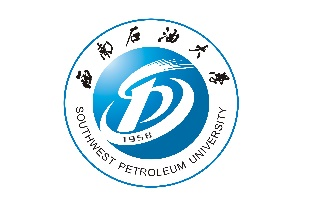 西南石油大学
1958
SOUTHWEST PETROLEUM UNIVERSITY